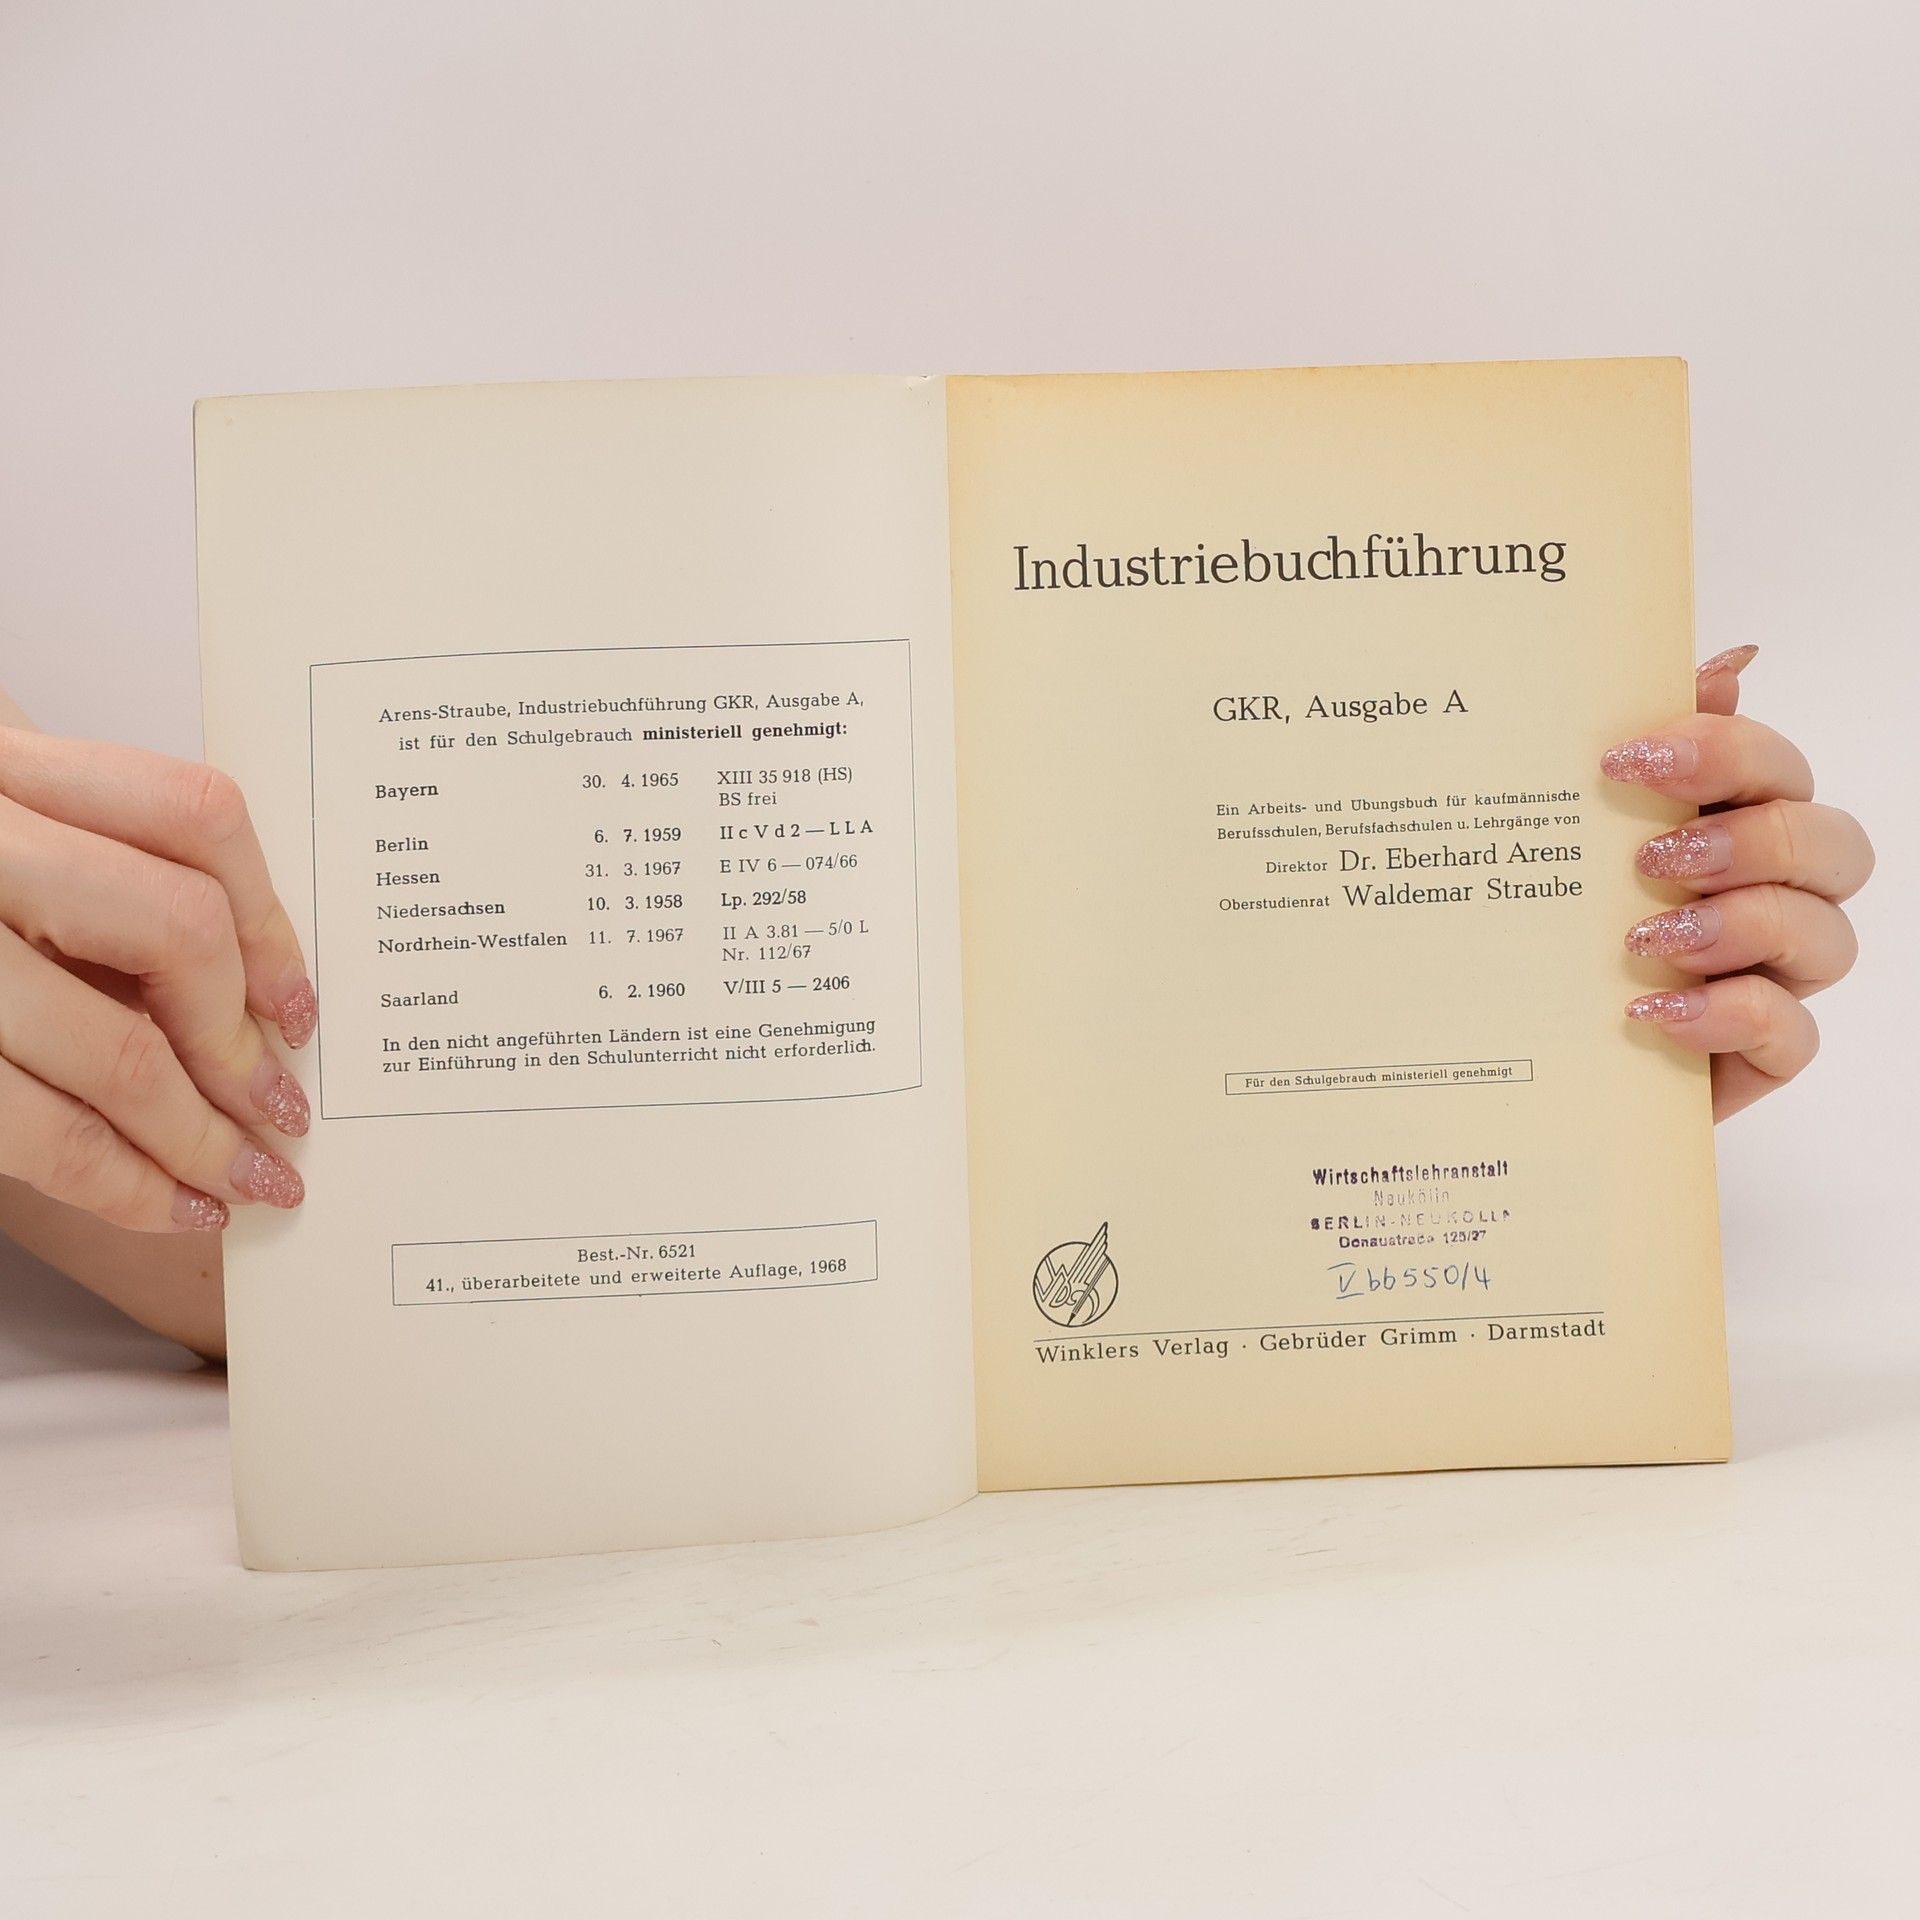 Arens-Straube, Industriebuchführung GKR, Ausgabe A,
ist für den Schulgebrauch ministeriell genehmigt:
Bayern 30. 4. 1965 XIII 35 918 (HS)
BS frei
Berlin 6. 7. 1959 II c V d 2 — L L A
Hessen 31. 3. 1967 E IV 6 — 074/66
Niedersachsen 10. 3. 1958 Lp. 292/58
Nordrhein-Westfalen 11. 7. 1967 II A 3.81 — 5/0 L
Nr. 112/67
Saarland 6. 2. 1960 V/III 5 — 2406
In den nicht angeführten Ländern ist eine Genehmigung
zur Einführung in den Schulunterricht nicht erforderlich.
Best.-Nr. 6521
41., überarbeitete und erweiterte Auflage, 1968
Industriebuchführung
GKR, Ausgabe A
Ein Arbeits- und Übungsbuch für kaufmännische
Berufsschulen, Berufsfachschulen u. Lehrgänge von
Direktor Dr. Eberhard Arens
Oberstudienrat Waldemar Straube
Für den Schulgebrauch ministeriell genehmigt
Wirtschaftslehranstalt
Neukölln
BERLIN-NEUKÖLLN
Donaustraße 125/27
V bb 550/4
Winklers Verlag · Gebrüder Grimm · Darmstadt